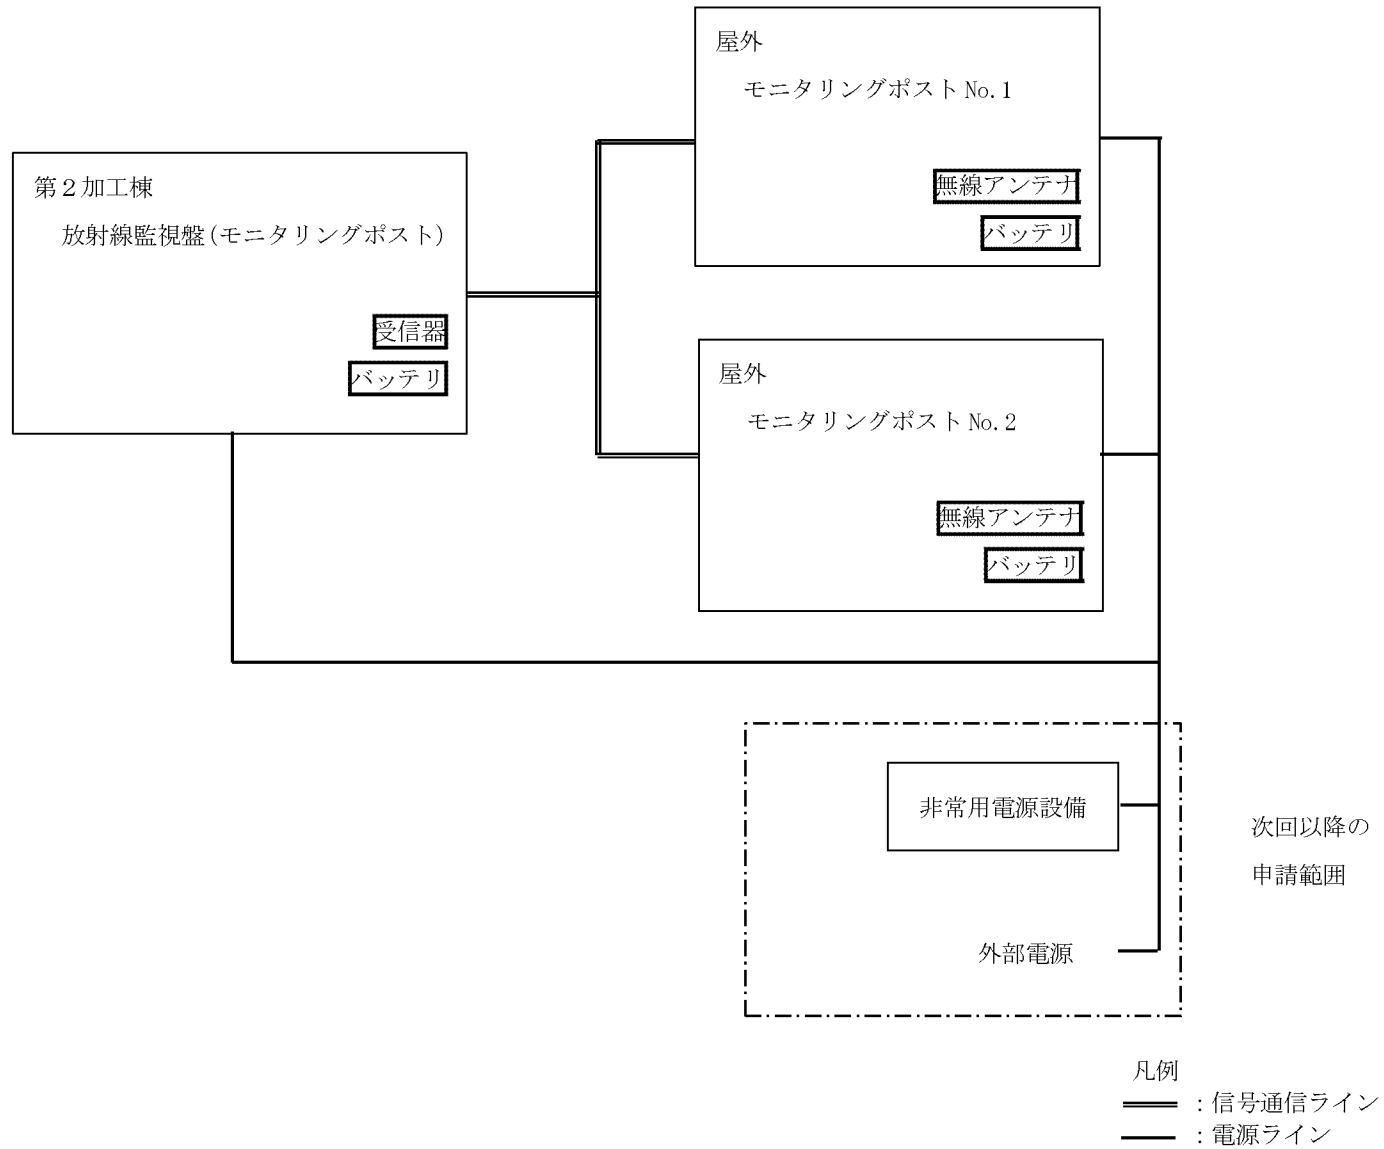 屋外
モニタリングポスト No.1
無線アンテナ
バッテリ
第２加工棟
放射線監視盤(モニタリングポスト)
受信器
バッテリ
屋外
モニタリングポスト No.2
無線アンテナ
バッテリ
非常用電源設備
外部電源
次回以降の
申請範囲
凡例
：信号通信ライン
：電源ライン